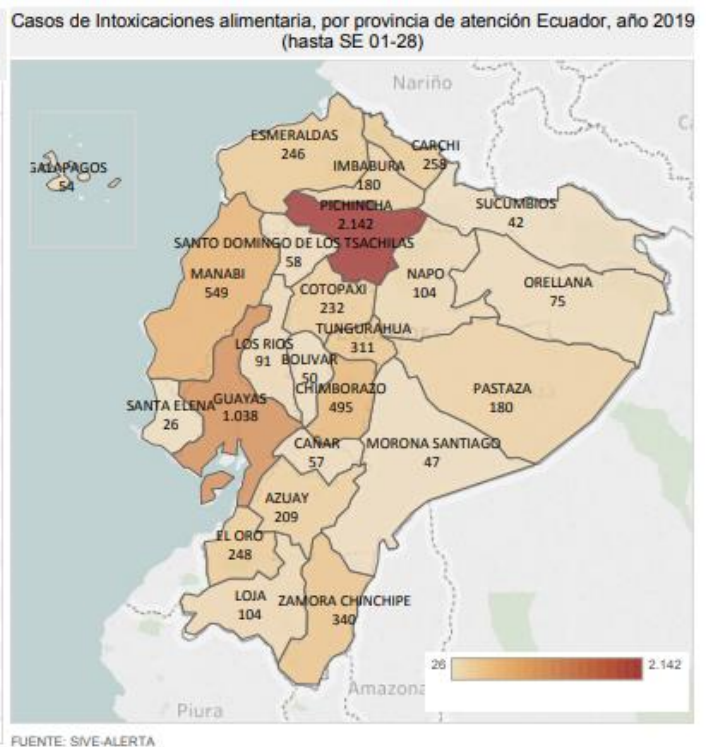 Casos de Intoxicaciones alimentaria, por provincia de atención Ecuador, año 2019
(hasta SE 01-28)
Nariño
ESMERALDAS
246
CARCHI
258
IMBABURA
180
GALAPAGOS
54
PICHINCHA
2.142
SUCUMBIOS
42
SANTO DOMINGO DE LOS TSACHILAS
58
MANABI
549
NAPO
104
ORELLANA
75
COTOPAXI
232
TUNGURAHUA
311
LOS RIOS
91
BOLIVAR
50
CHIMBORAZO
495
PASTAZA
180
SANTA ELENA
26
GUAYAS
1.038
CAÑAR
57
MORONA SANTIAGO
47
AZUAY
209
EL ORO
248
LOJA
104
ZAMORA CHINCHIPE
340
26
2.142
Amazona
Piura
FUENTE: SIVE-ALERTA